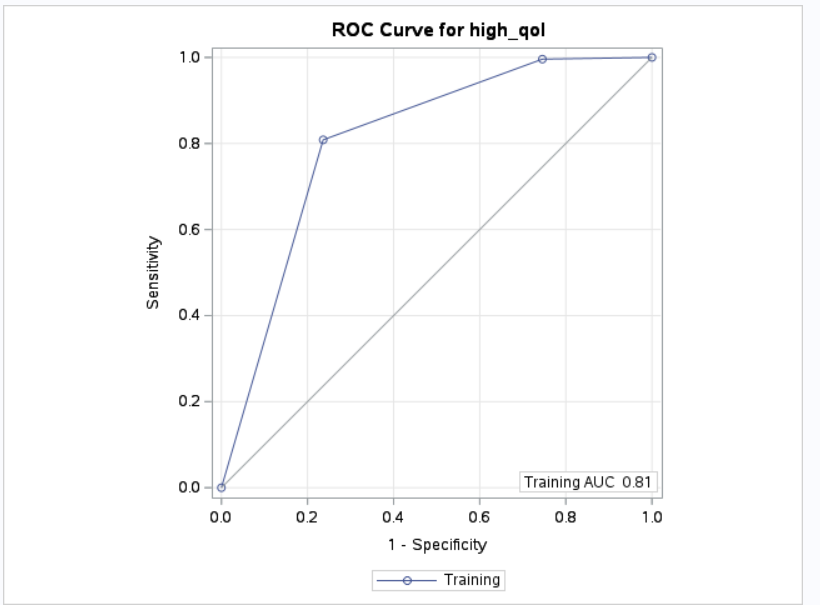 ROC Curve for high_qol
1.0
0.8
0.6
0.4
0.2
0.0
Sensitivity
Training AUC 0.81
0.0 0.2 0.4 0.6 0.8 1.0
1 - Specificity
Training